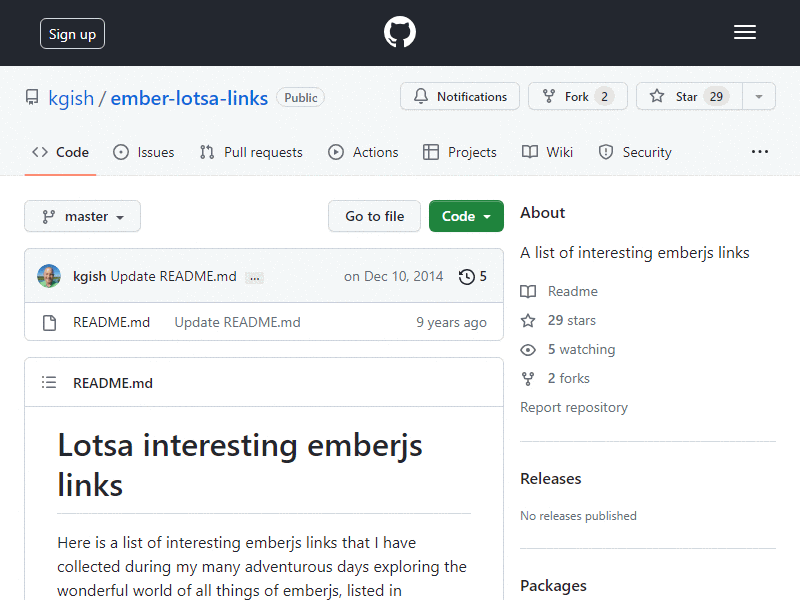 Sign up
kgish / ember-lotsa-links Public
Notifications
Fork 2
Star 29
Code
Issues
Pull requests
Actions
Projects
Wiki
Security
master
Go to file
Code
kgish Update README.md ...
on Dec 10, 2014
5
README.md
Update README.md
9 years ago
README.md
Lotsa interesting emberjs
links
Here is a list of interesting emberjs links that I have
collected during my many adventurous days exploring the
wonderful world of all things of emberjs, listed in
About
A list of interesting emberjs links
Readme
29 stars
5 watching
2 forks
Report repository
Releases
No releases published
Packages